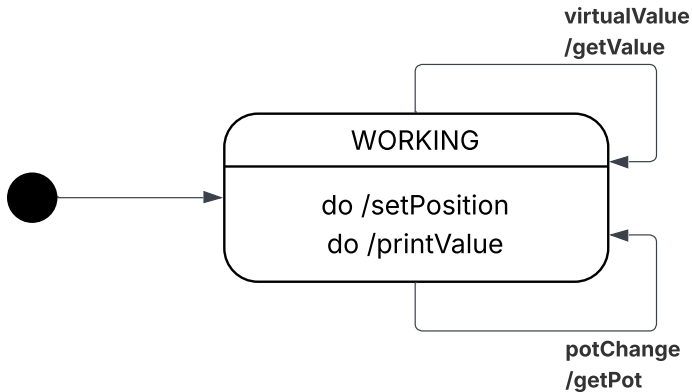 virtualValue
/getValue
WORKING
do /setPosition
do /printValue
potChange
/getPot